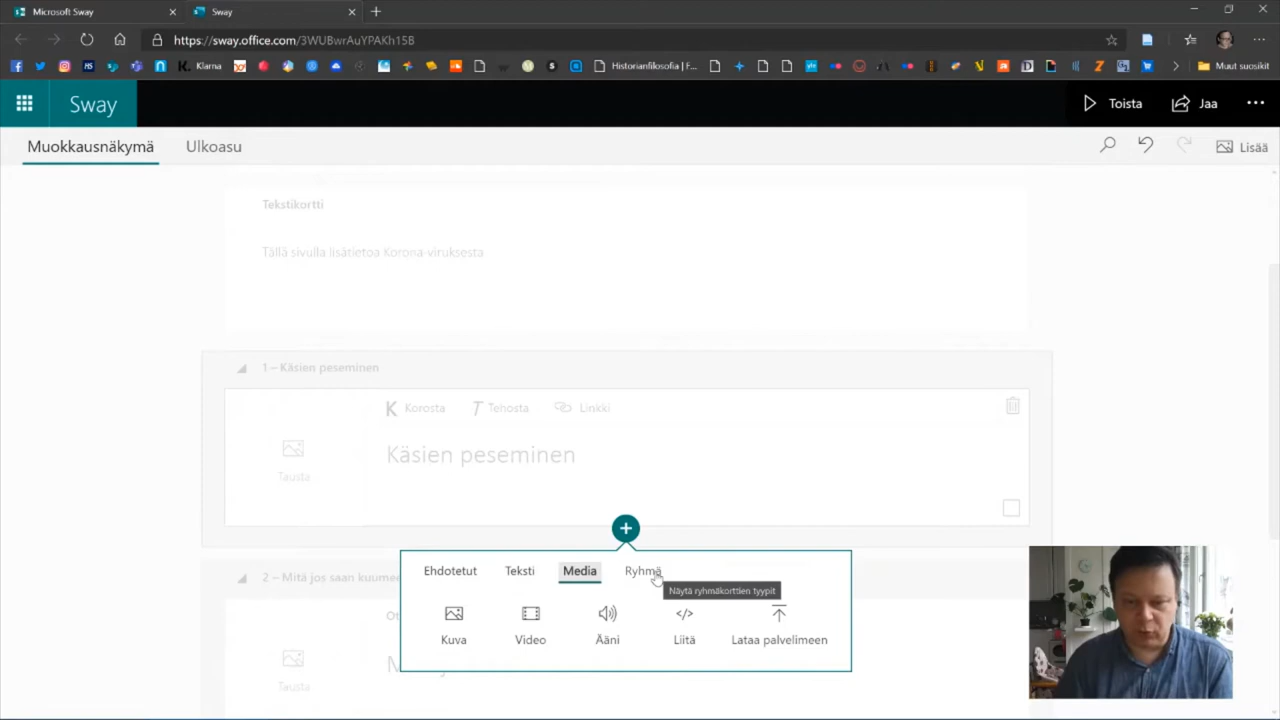 Microsoft Sway
Sway
https://sway.office.com/3WUBwrAuYPAKh15B
Klarna
Historianfilosofia | F...
Muut suosikit
Sway
Toista
Jaa
Muokkausnäkymä
Ulkoasu
Lisää
Tekstikortti
Tällä sivulla lisätietoa Korona-viruksesta
1 – Käsien peseminen
K Korosta
T Tehosta
Linkki
Tausta
Käsien peseminen
Ehdotetut
Teksti
Media
Ryhmä
2 – Mitä jos saan kuumee
Näytä ryhmäkorttien tyypit
Kuva
Video
Ääni
Liitä
Lataa palvelimeen
Tausta